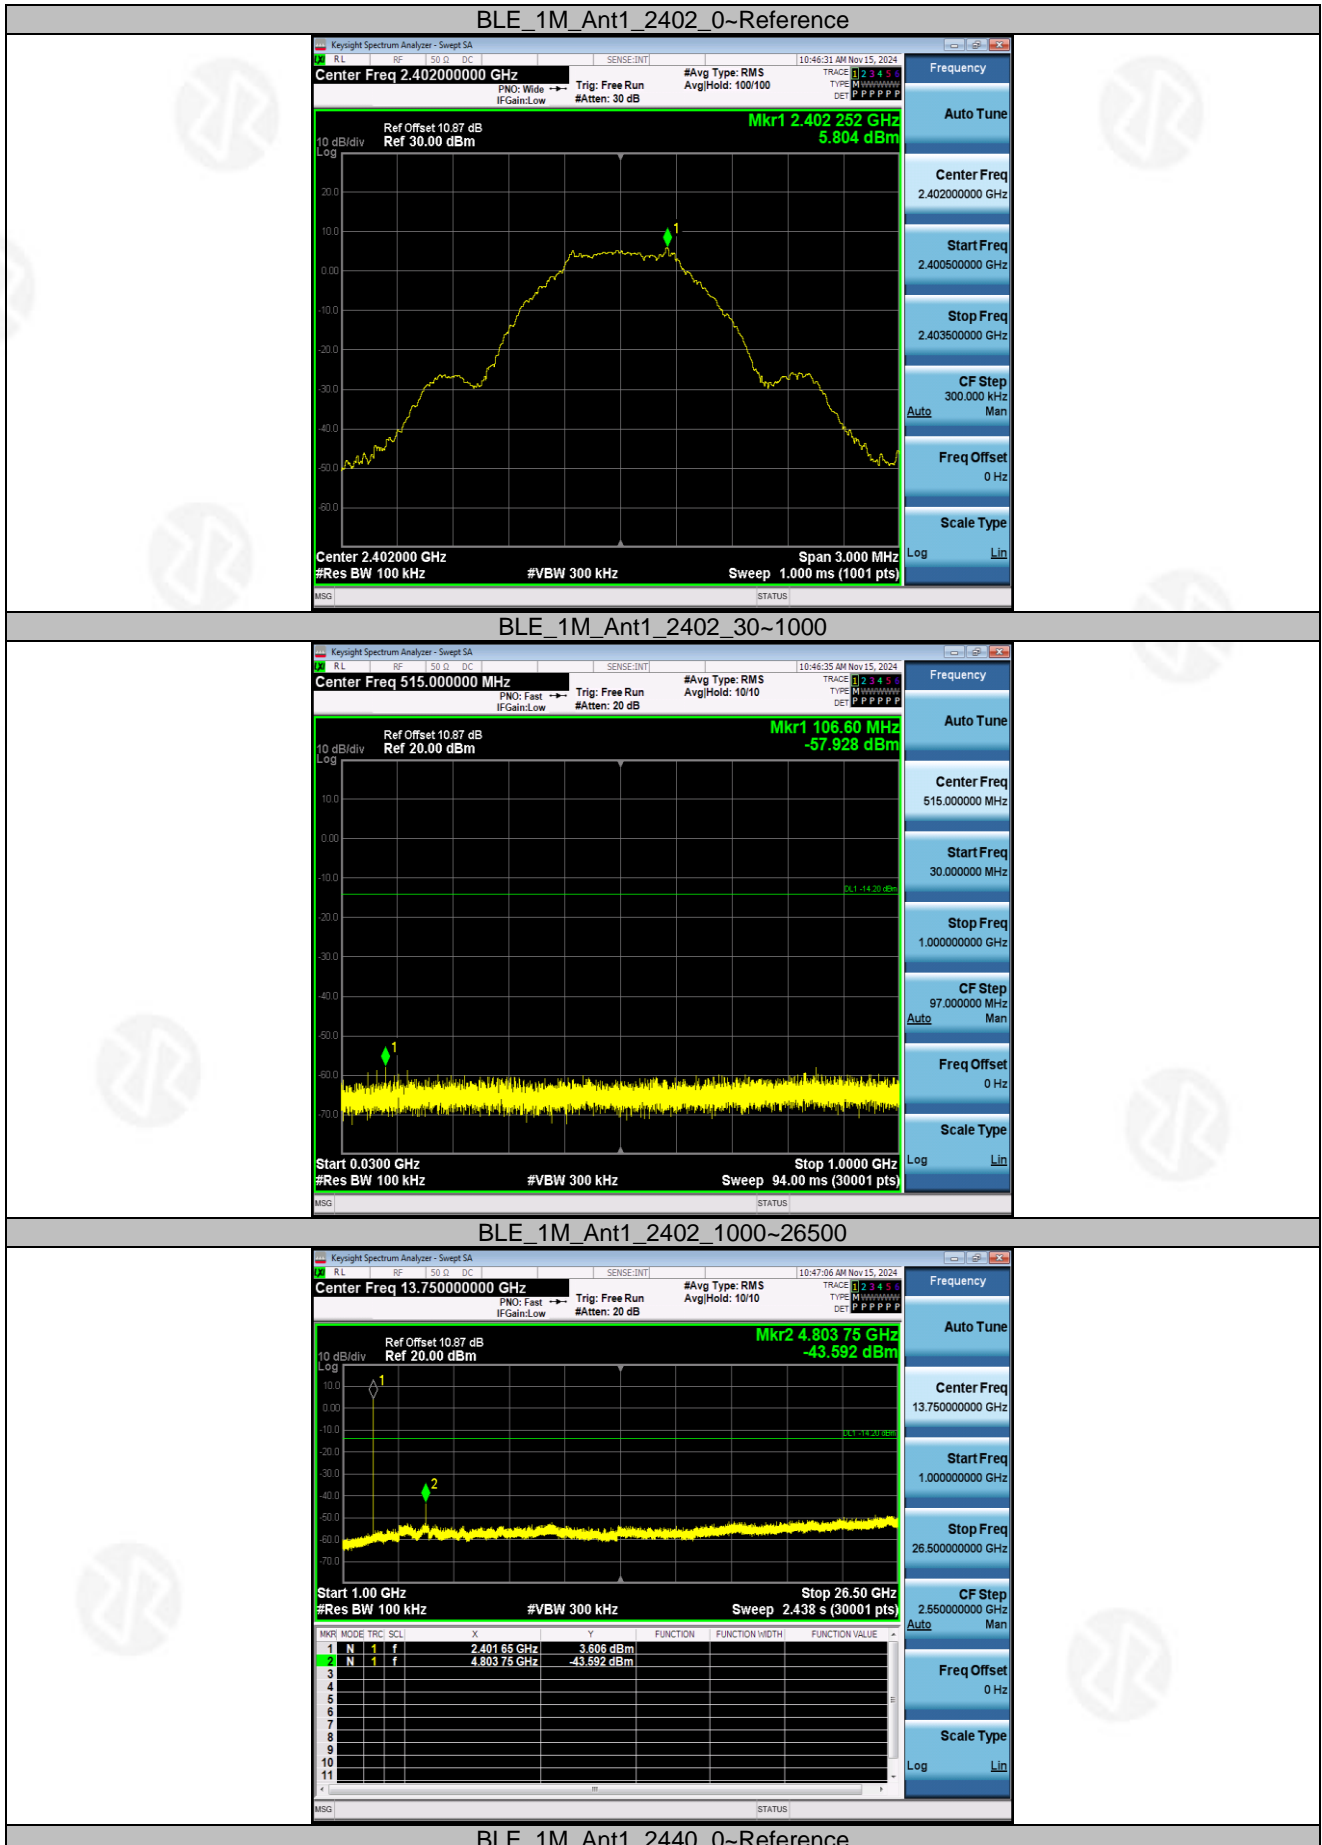 BLE_1M_Ant1_2402_0~Reference
Keysight Spectrum Analyzer - Swept SA
RL RF 50 Ω DC SENSE:INT 10:46:31 AM Nov 15, 2024
Center Freq 2.402000000 GHz
PNO: Wide
IFGain:Low
Trig: Free Run
#Atten: 30 dB
#Avg Type: RMS
Avg|Hold: 100/100
TRACE 1 2 3 4 5 6
TYPE M WWWWW
DET P P P P P P
Mkr1 2.402 252 GHz
5.804 dBm
Ref Offset 10.87 dB
10 dB/div Ref 30.00 dBm
Log
20.0
10.0
0.00
-10.0
-20.0
-30.0
-40.0
-50.0
-60.0
1
Center 2.402000 GHz Span 3.000 MHz
#Res BW 100 kHz #VBW 300 kHz Sweep 1.000 ms (1001 pts)
MSG STATUS
Frequency
Auto Tune
Center Freq
2.402000000 GHz
Start Freq
2.400500000 GHz
Stop Freq
2.403500000 GHz
CF Step
300.000 kHz
Auto Man
Freq Offset
0 Hz
Scale Type
Log Lin
BLE_1M_Ant1_2402_30~1000
Keysight Spectrum Analyzer - Swept SA
RL RF 50 Ω DC SENSE:INT 10:46:35 AM Nov 15, 2024
Center Freq 515.000000 MHz
PNO: Fast
IFGain:Low
Trig: Free Run
#Atten: 20 dB
#Avg Type: RMS
Avg|Hold: 10/10
TRACE 1 2 3 4 5 6
TYPE M WWWWW
DET P P P P P P
Mkr1 106.60 MHz
-57.928 dBm
Ref Offset 10.87 dB
10 dB/div Ref 20.00 dBm
Log
10.0
0.00
-10.0
-20.0
-30.0
-40.0
-50.0
-60.0
-70.0
DL1 -14.20 dBm
1
Start 0.0300 GHz Stop 1.0000 GHz
#Res BW 100 kHz #VBW 300 kHz Sweep 94.00 ms (30001 pts)
MSG STATUS
Frequency
Auto Tune
Center Freq
515.000000 MHz
Start Freq
30.000000 MHz
Stop Freq
1.000000000 GHz
CF Step
97.000000 MHz
Auto Man
Freq Offset
0 Hz
Scale Type
Log Lin
BLE_1M_Ant1_2402_1000~26500
Keysight Spectrum Analyzer - Swept SA
RL RF 50 Ω DC SENSE:INT 10:47:06 AM Nov 15, 2024
Center Freq 13.750000000 GHz
PNO: Fast
IFGain:Low
Trig: Free Run
#Atten: 20 dB
#Avg Type: RMS
Avg|Hold: 10/10
TRACE 1 2 3 4 5 6
TYPE M WWWWW
DET P P P P P P
Mkr2 4.803 75 GHz
-43.592 dBm
Ref Offset 10.87 dB
10 dB/div Ref 20.00 dBm
Log
10.0
0.00
-10.0
-20.0
-30.0
-40.0
-50.0
-60.0
-70.0
DL1 -14.20 dBm
1
2
Start 1.00 GHz Stop 26.50 GHz
#Res BW 100 kHz #VBW 300 kHz Sweep 2.438 s (30001 pts)
MKR MODE TRC SCL X Y FUNCTION FUNCTION WIDTH FUNCTION VALUE
1 N 1 f 2.401 65 GHz 3.606 dBm
2 N 1 f 4.803 75 GHz -43.592 dBm
3
4
5
6
7
8
9
10
11
MSG STATUS
Frequency
Auto Tune
Center Freq
13.750000000 GHz
Start Freq
1.000000000 GHz
Stop Freq
26.500000000 GHz
CF Step
2.550000000 GHz
Auto Man
Freq Offset
0 Hz
Scale Type
Log Lin
BLE_1M_Ant1_2440_0~Reference